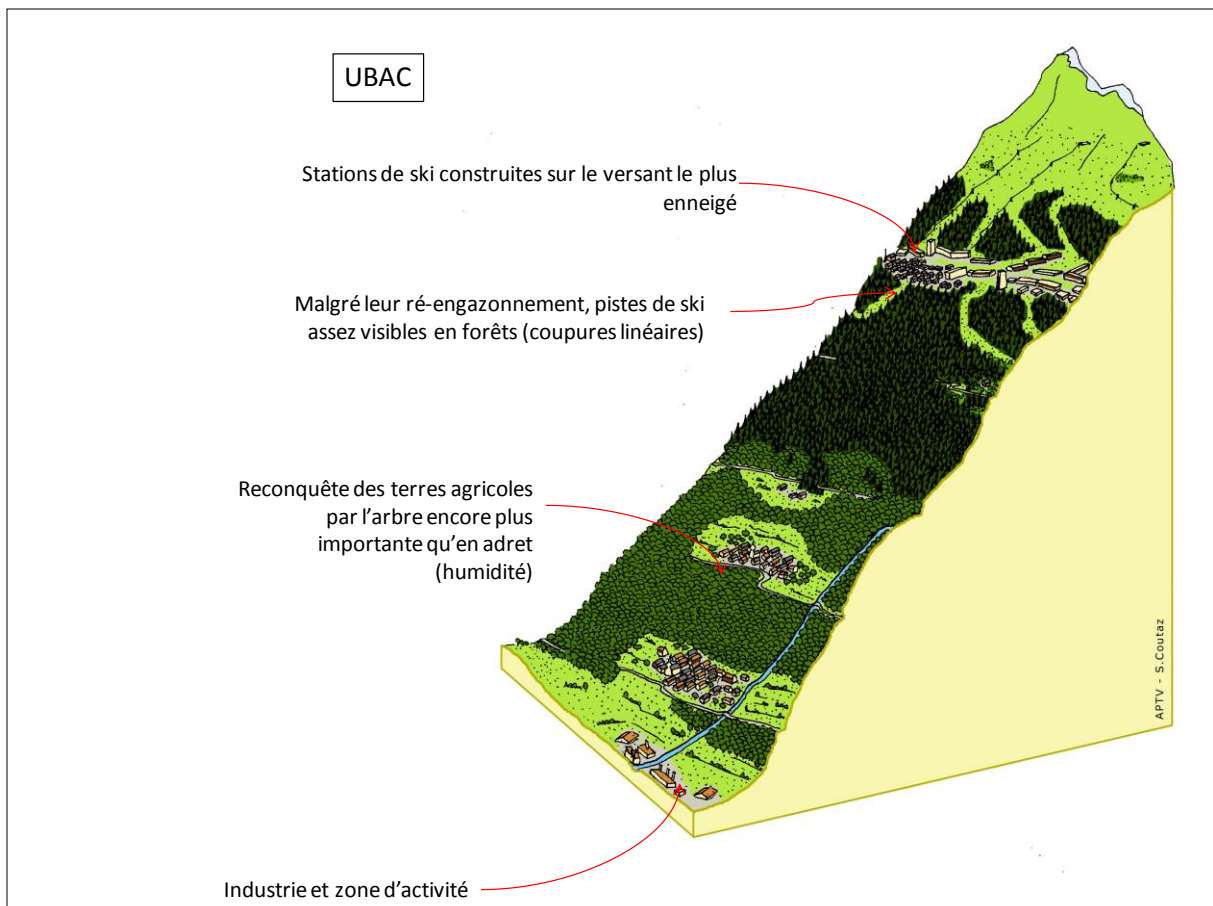 UBAC
Stations de ski construites sur le versant le plus
enneigé
Malgré leur ré-engazonnement, pistes de ski
assez visibles en forêts (coupures linéaires)
Reconquête des terres agricoles
par l’arbre encore plus
importante qu’en adret
(humidité)
Industrie et zone d’activité
APTV - S.Coutaz